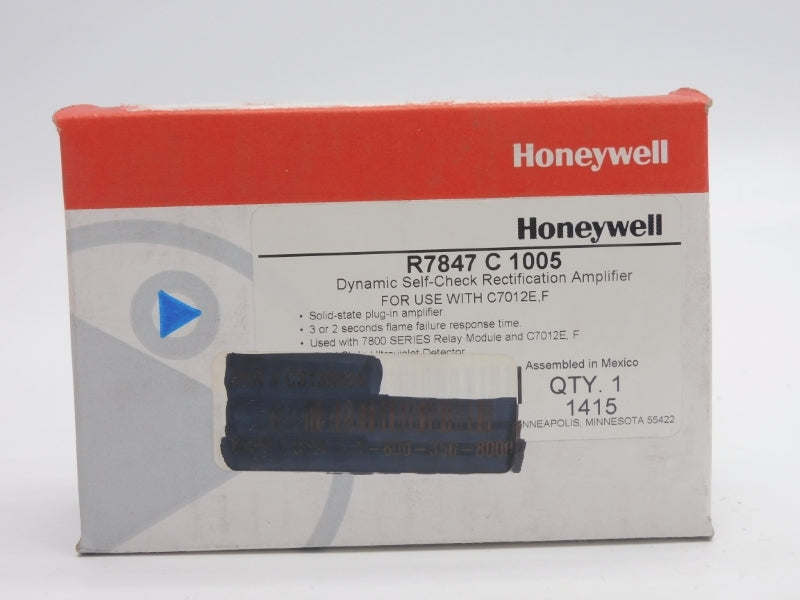 Honeywell
Honeywell
R7847 C 1005
Dynamic Self-Check Rectification Amplifier
FOR USE WITH C7012E,F
• Solid-state plug-in amplifier
• 3 or 2 seconds flame failure response time.
• Used with 7800 SERIES Relay Module and C7012E, F
Ultraviolet Detector
Assembled in Mexico
QTY. 1
1415
MINNESOTA 55422